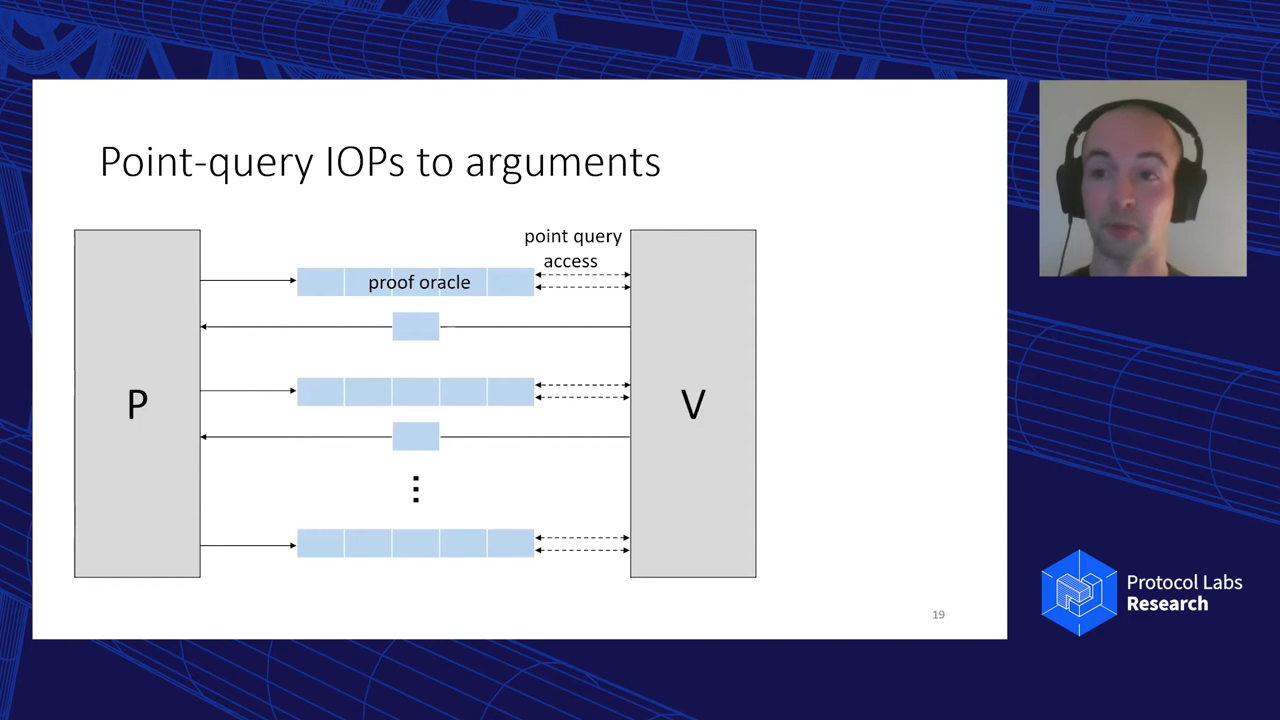 Point-query IOPs to arguments
point query
access
proof oracle
P
V
⋮
19
Protocol Labs
Research